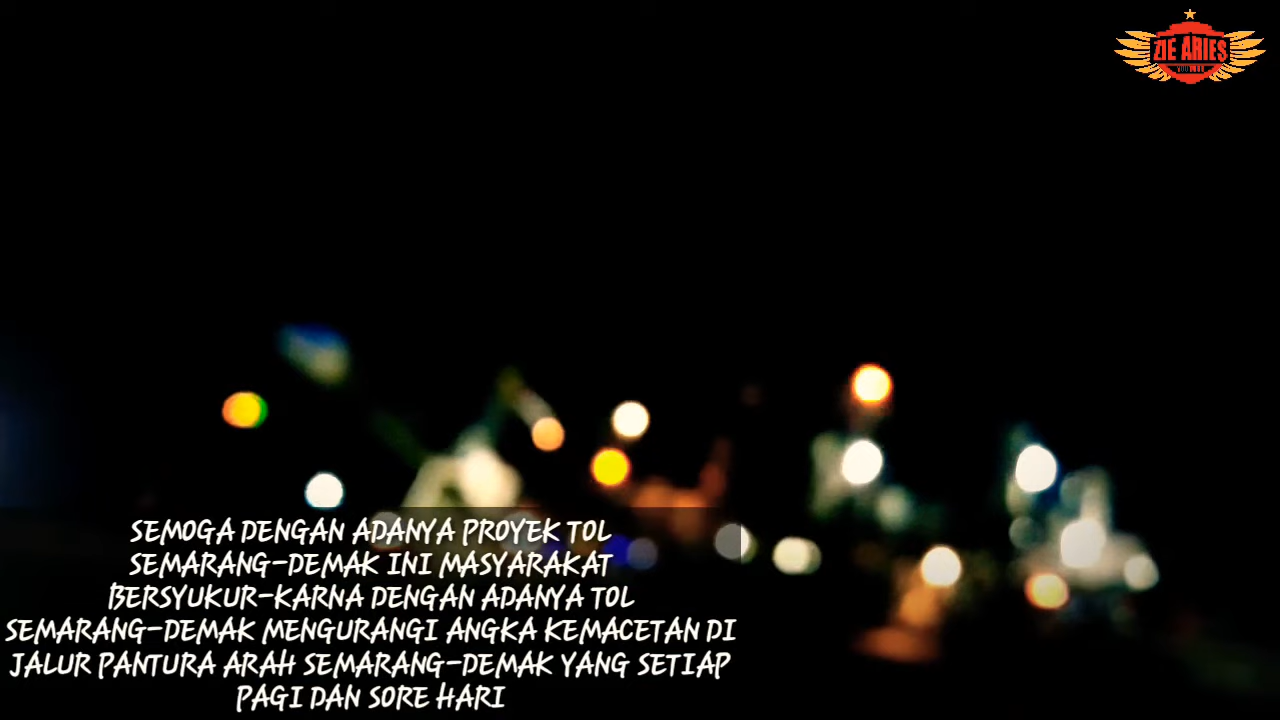 ZIE ARIES
SEMOGA DENGAN ADANYA PROYEK TOL
SEMARANG-DEMAK INI MASYARAKAT
BERSYUKUR-KARNA DENGAN ADANYA TOL
SEMARANG-DEMAK MENGURANGI ANGKA KEMACETAN DI
JALUR PANTURA ARAH SEMARANG-DEMAK YANG SETIAP
PAGI DAN SORE HARI